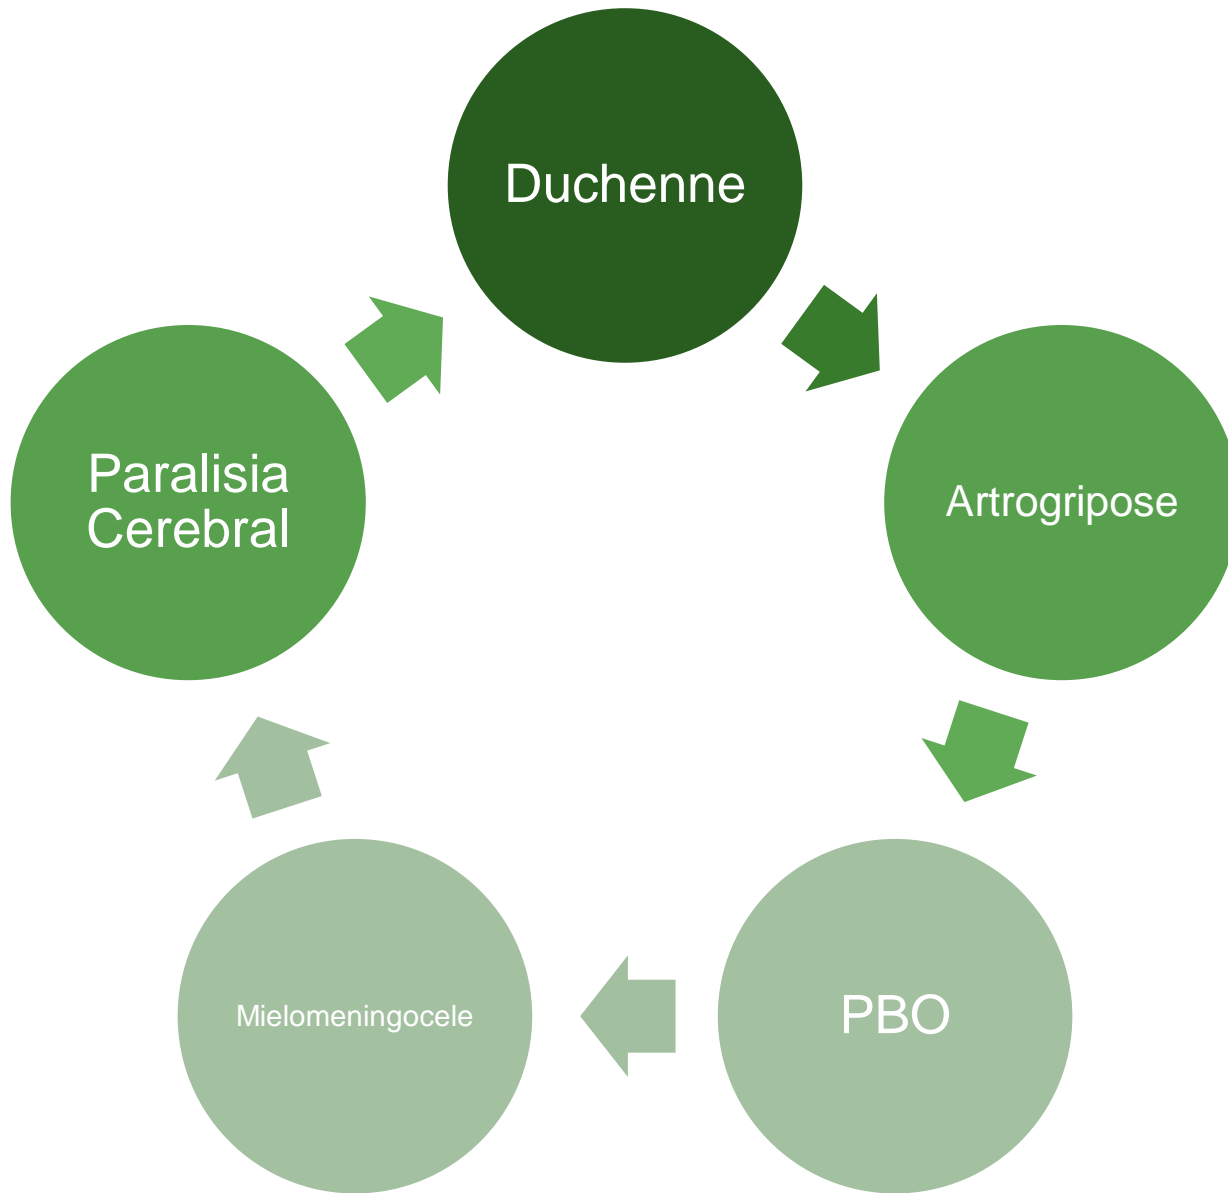 Duchenne
Artrogripose
PBO
Mielomeningocele
Paralisia
Cerebral